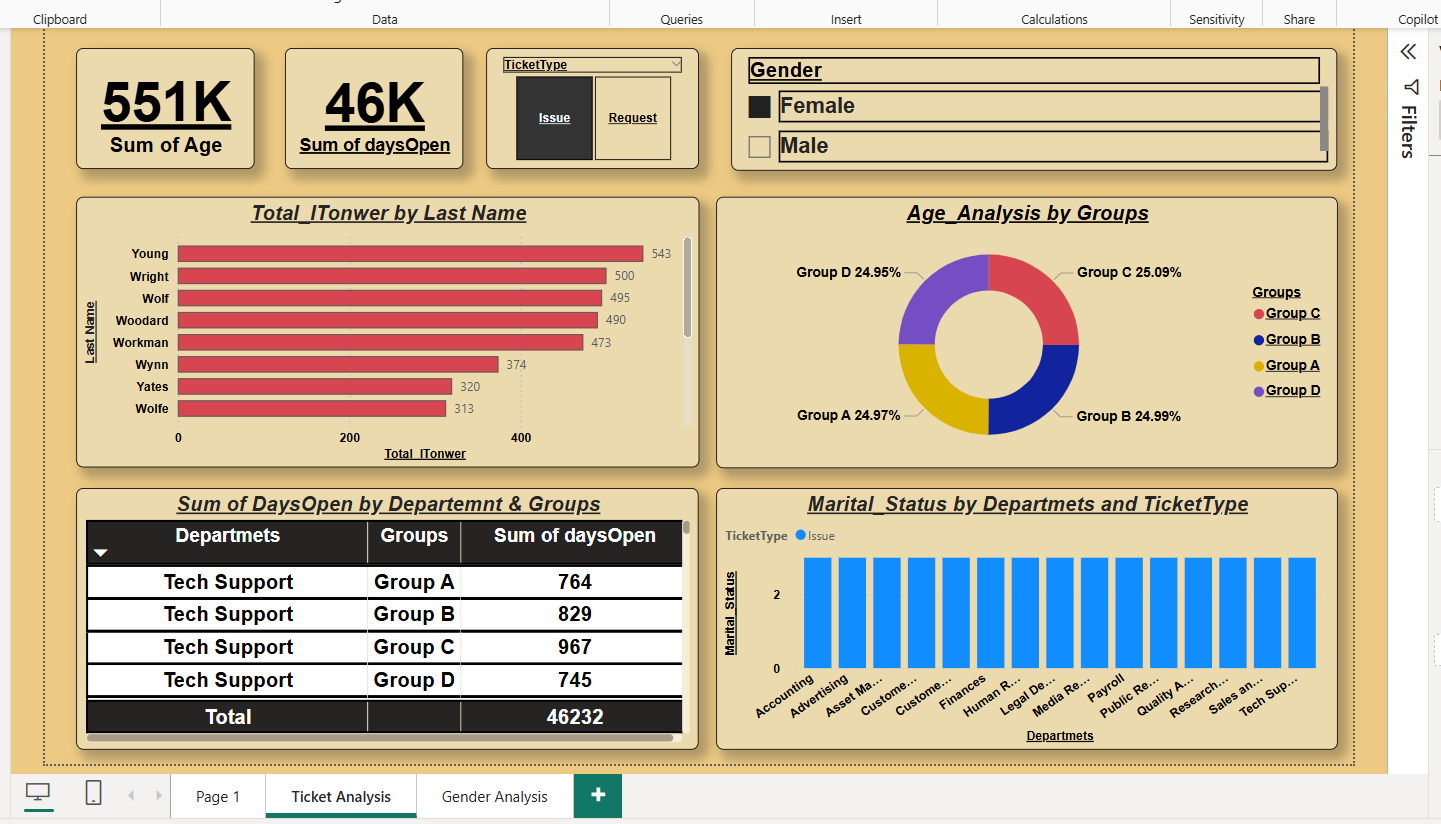 Clipboard
Data
Queries
Insert
Calculations
Sensitivity
Share
Copilot
551K
Sum of Age
46K
Sum of daysOpen
TicketType
Issue
Request
Gender
Female
Male
Filters
Total_ITonwer by Last Name
Last Name
Young 543
Wright 500
Wolf 495
Woodard 490
Workman 473
Wynn 374
Yates 320
Wolfe 313
0 200 400
Total_ITonwer
Age_Analysis by Groups
Group D 24.95%
Group C 25.09%
Group A 24.97%
Group B 24.99%
Groups
Group C
Group B
Group A
Group D
Sum of DaysOpen by Departemnt & Groups
Departmets Groups Sum of daysOpen
Tech Support Group A 764
Tech Support Group B 829
Tech Support Group C 967
Tech Support Group D 745
Total 46232
Marital_Status by Departmets and TicketType
TicketType Issue
Marital_Status
2
0
Accounting
Advertising
Asset Ma...
Custome...
Custome...
Finances
Human R...
Legal De...
Media Re...
Payroll
Public Re...
Quality A...
Research...
Sales an...
Tech Sup...
Departmets
Page 1
Ticket Analysis
Gender Analysis